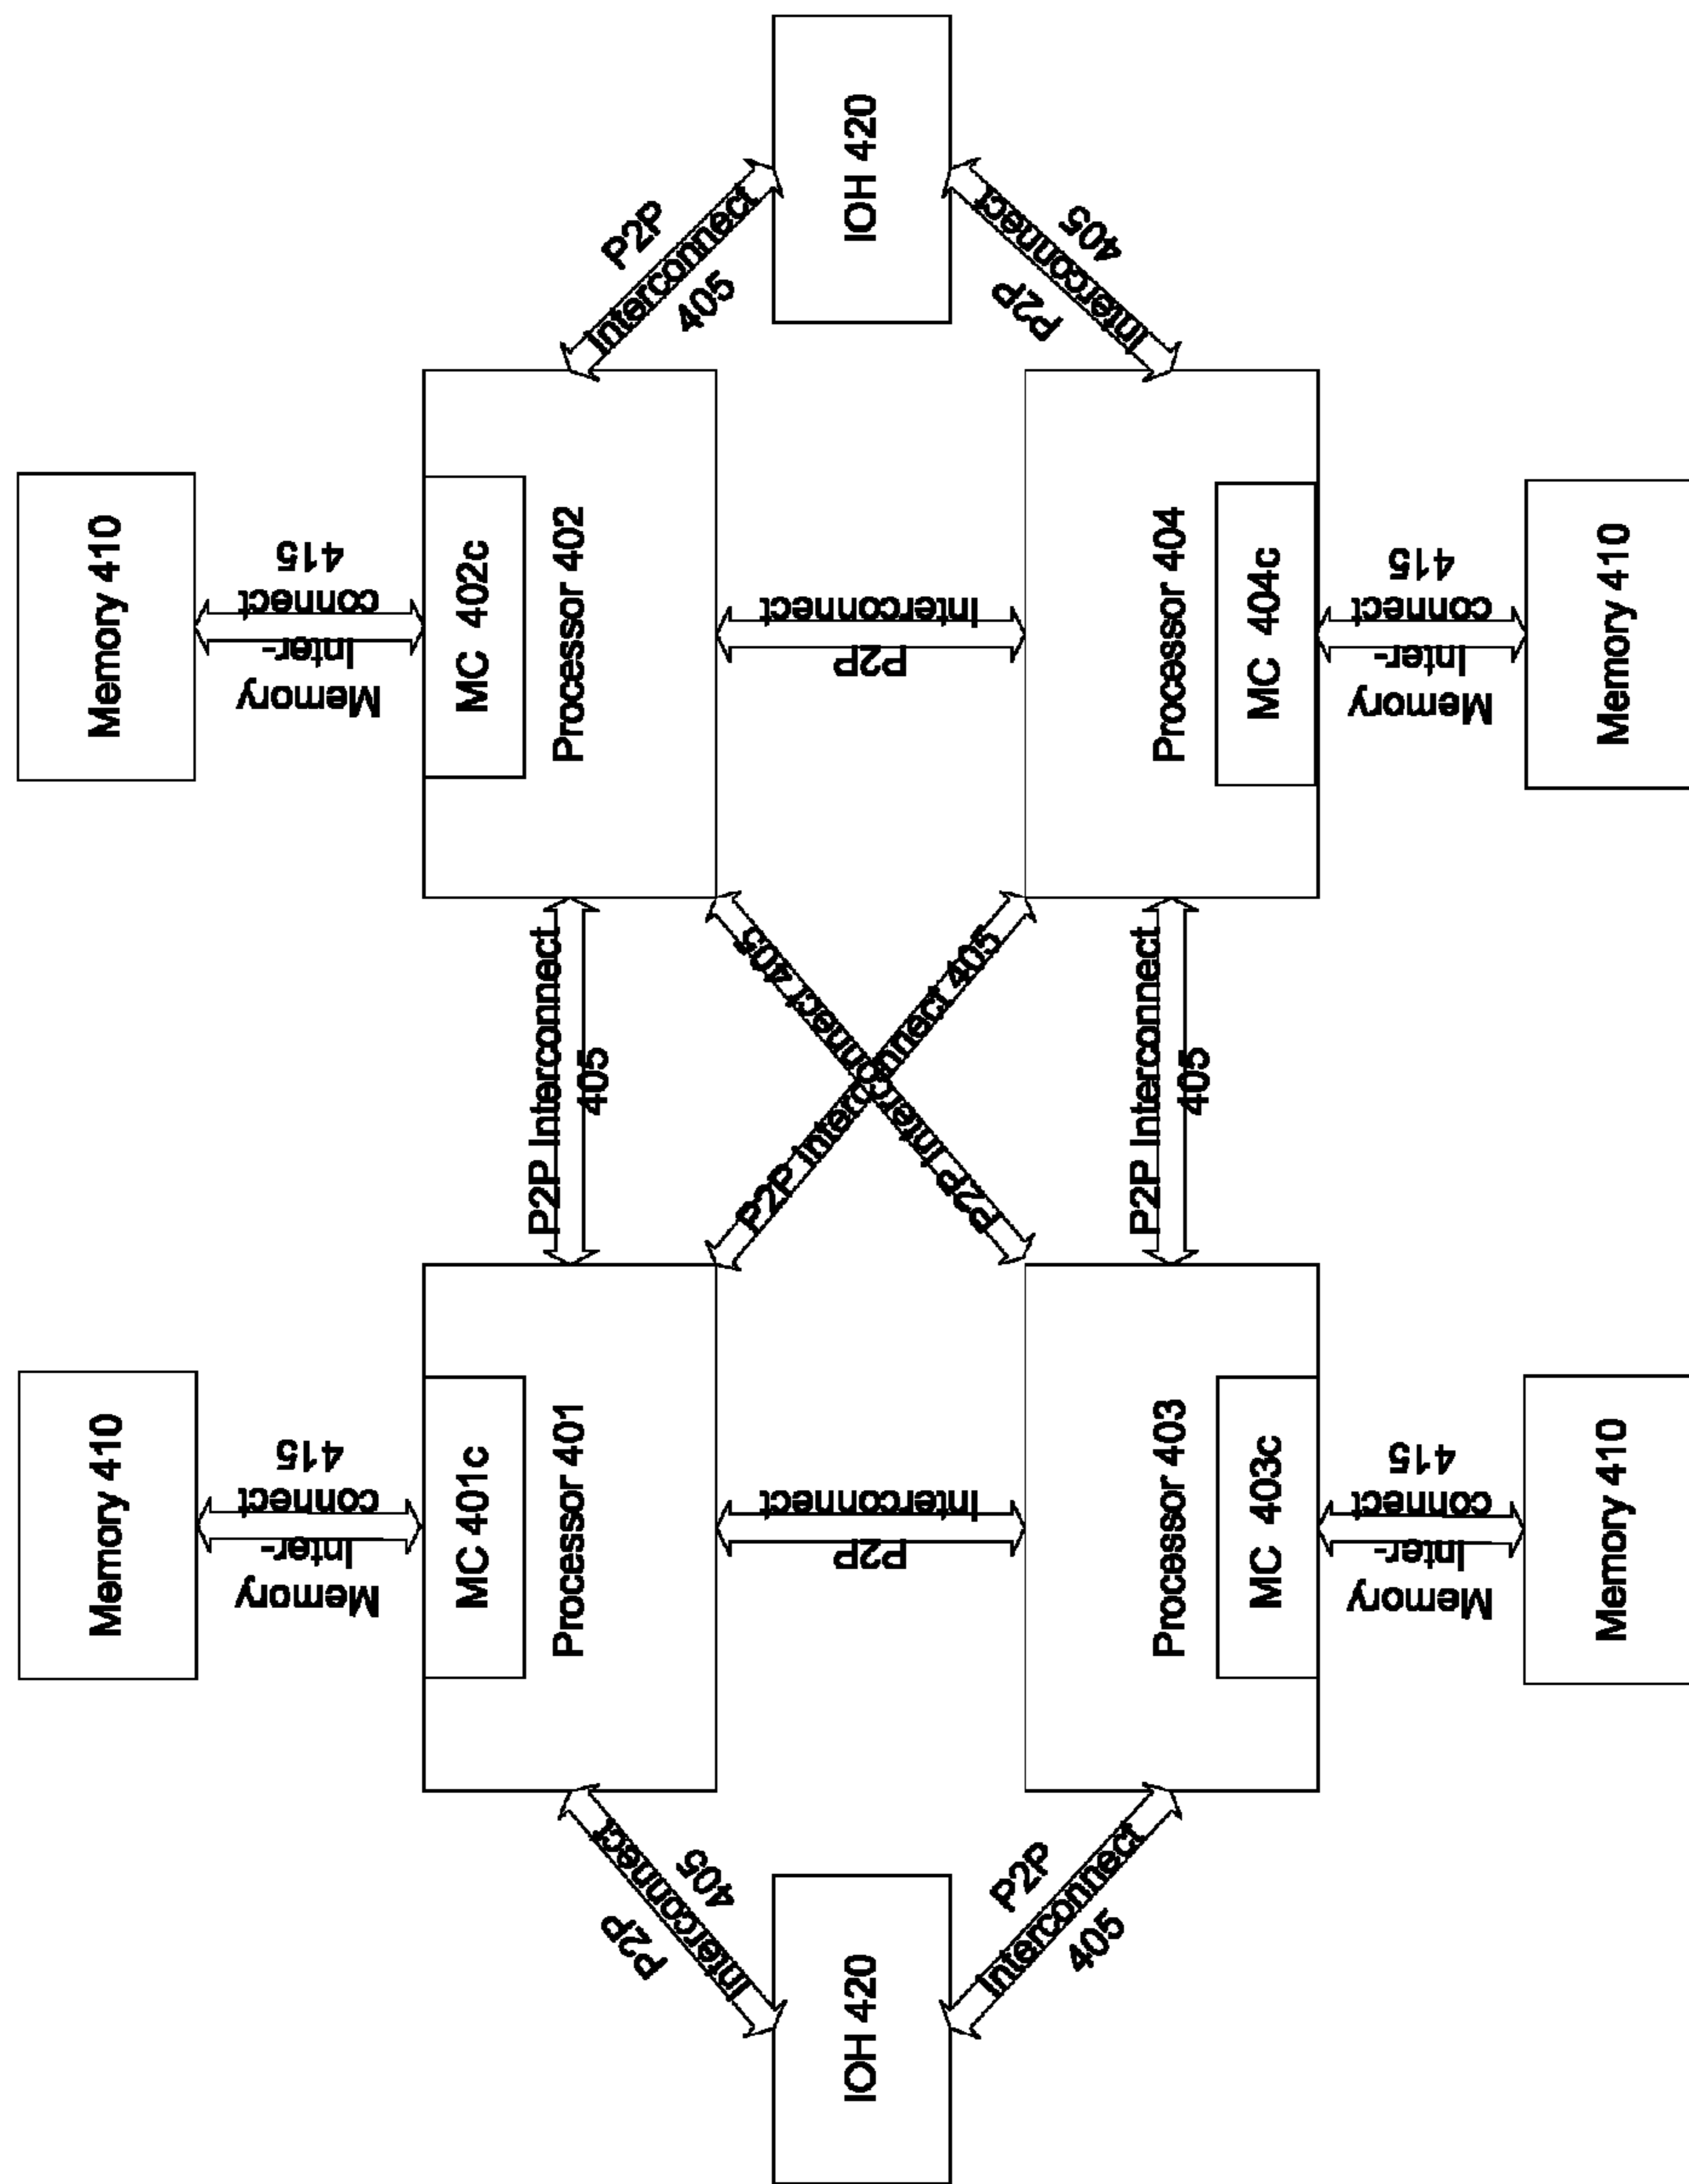 Memory 410
Memory 410
Memory
Inter-
connect
415
Memory
Inter-
connect
415
MC 401c
MC 402c
Processor 401
Processor 402
P2P Interconnect
405
P2P
Interconnect
405
P2P
Interconnect
405
IOH 420
P2P
Interconnect
P2P Interconnect 405
P2P Interconnect 405
P2P
Interconnect
IOH 420
P2P
Interconnect
405
P2P
Interconnect
405
P2P Interconnect
405
Processor 403
Processor 404
MC 403c
MC 404c
Memory
Inter-
connect
415
Memory
Inter-
connect
415
Memory 410
Memory 410